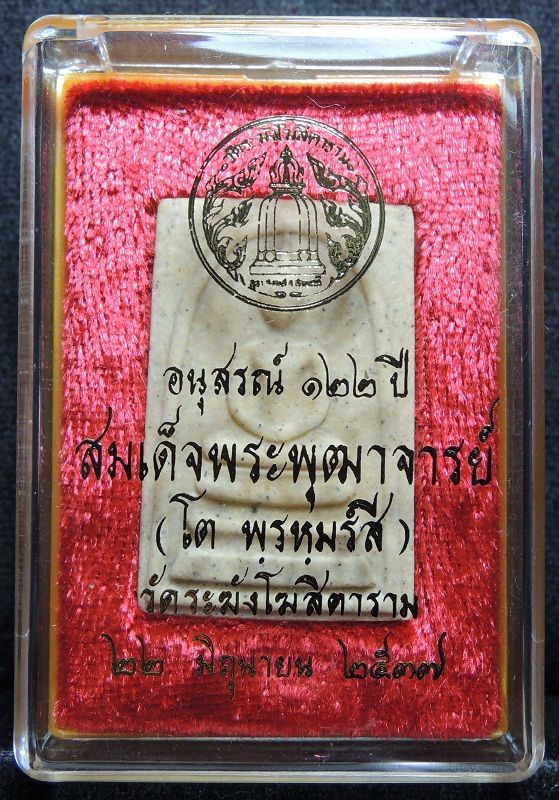 อนุสรณ์ ๑๒๒ ปี
สมเด็จพระพุฒาจารย์
(โต พฺรหฺมรํสี)
วัดระฆังโฆสิตาราม
๒๒ มิถุนายน ๒๕๓๗